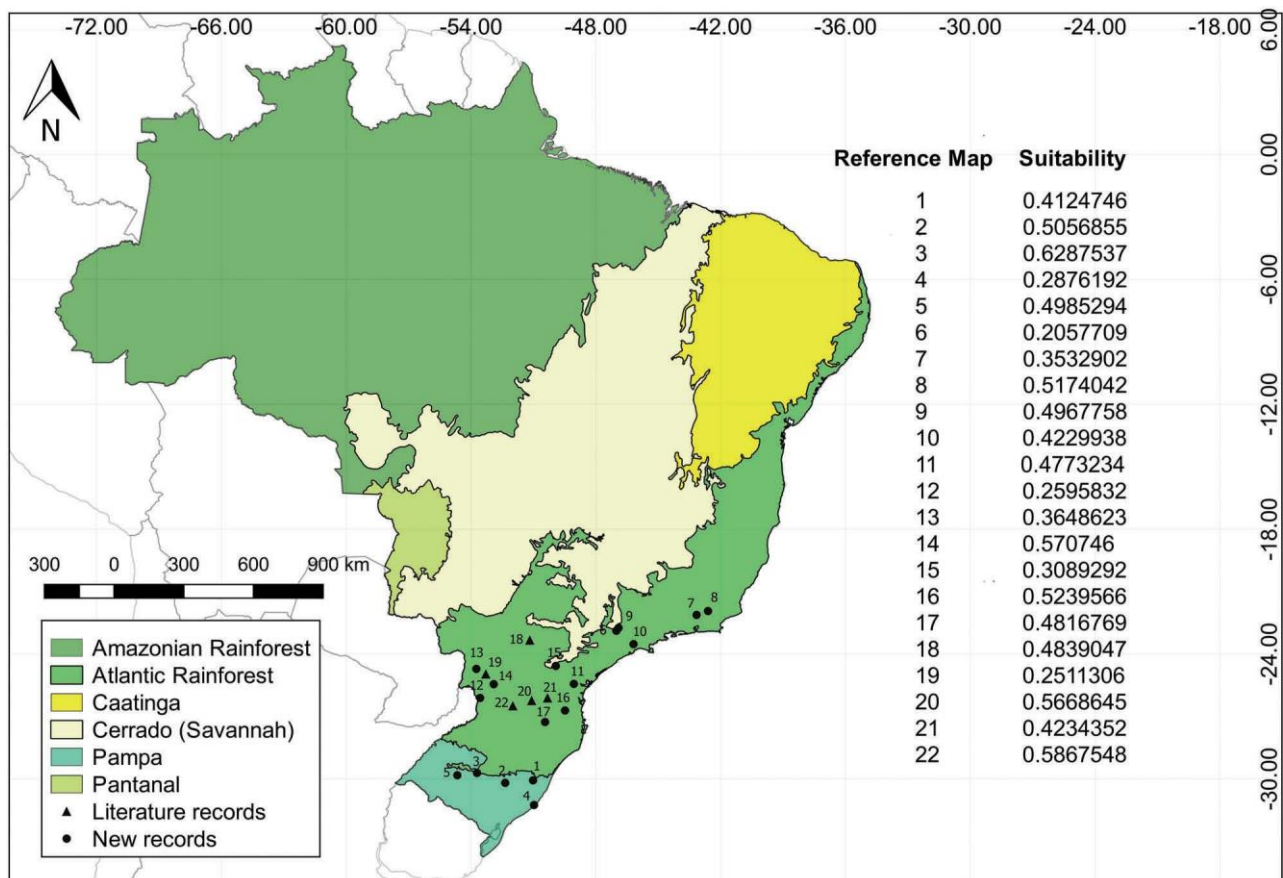 -72.00 -66.00 -60.00 -54.00 -48.00 -42.00 -36.00 -30.00 -24.00 -18.00
6.00
0.00
-6.00
-12.00
-18.00
-24.00
-30.00
N
Reference Map Suitability
1 0.4124746
2 0.5056855
3 0.6287537
4 0.2876192
5 0.4985294
6 0.2057709
7 0.3532902
8 0.5174042
9 0.4967758
10 0.4229938
11 0.4773234
12 0.2595832
13 0.3648623
14 0.570746
15 0.3089292
16 0.5239566
17 0.4816769
18 0.4839047
19 0.2511306
20 0.5668645
21 0.4234352
22 0.5867548
300 0 300 600 900 km
7 8
9
6
10
18
13 19 15
14 11
12 20 21
22 16
17
3 1
5 2
4
Amazonian Rainforest
Atlantic Rainforest
Caatinga
Cerrado (Savannah)
Pampa
Pantanal
Literature records
New records